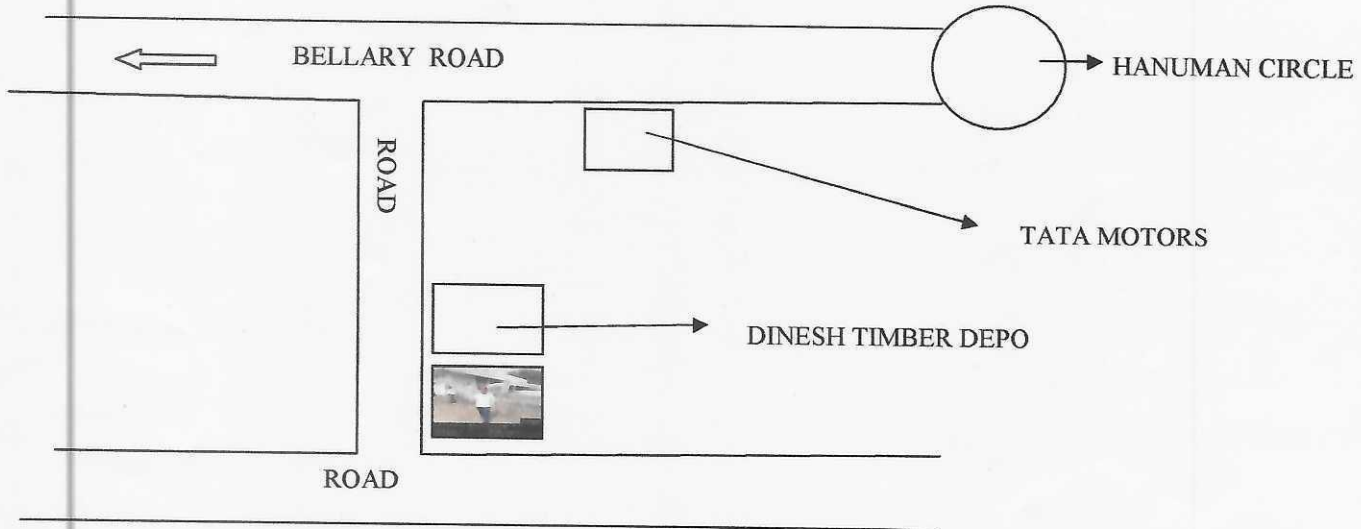 BELLARY ROAD
HANUMAN CIRCLE
ROAD
TATA MOTORS
DINESH TIMBER DEPO
ROAD